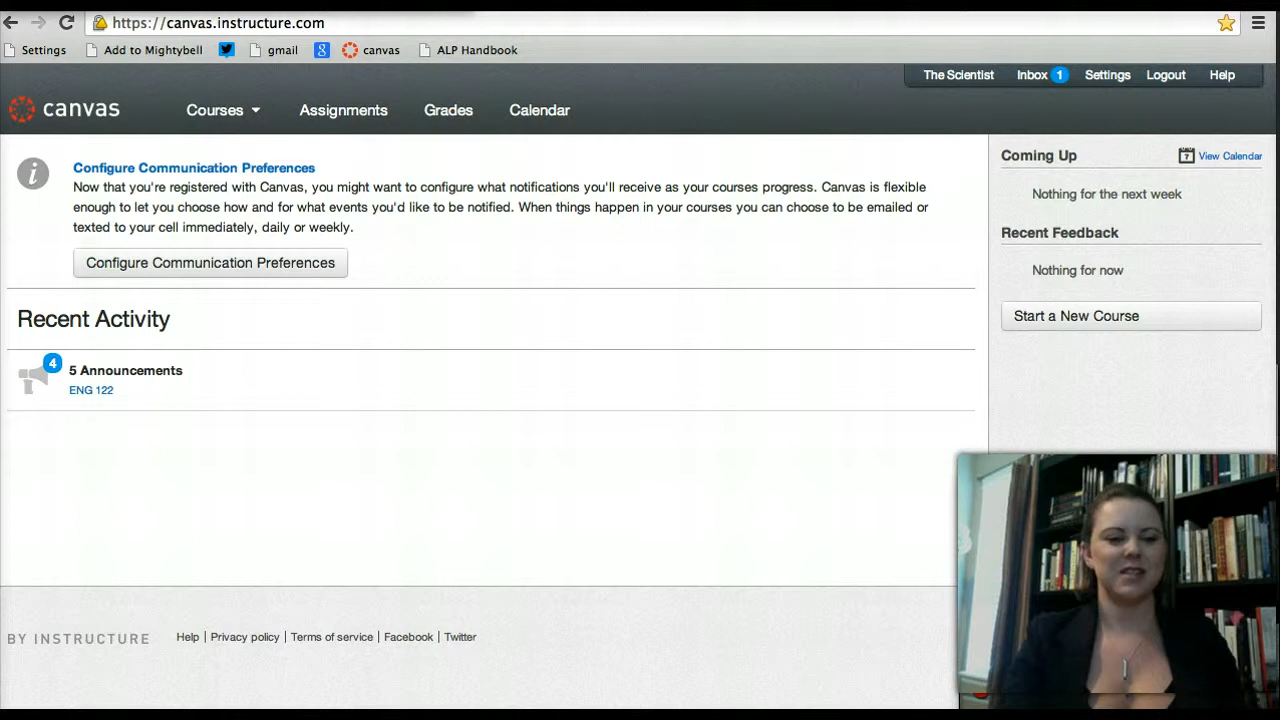 https://canvas.instructure.com
Settings Add to Mightybell gmail 8 canvas ALP Handbook
The Scientist Inbox 1 Settings Logout Help
canvas Courses Assignments Grades Calendar
Configure Communication Preferences
Now that you're registered with Canvas, you might want to configure what notifications you'll receive as your courses progress. Canvas is flexible
enough to let you choose how and for what events you'd like to be notified. When things happen in your courses you can choose to be emailed or
texted to your cell immediately, daily or weekly.
Configure Communication Preferences
Recent Activity
4
5 Announcements
ENG 122
Coming Up 7 View Calendar
Nothing for the next week
Recent Feedback
Nothing for now
Start a New Course
BY INSTRUCTURE Help | Privacy policy | Terms of service | Facebook | Twitter